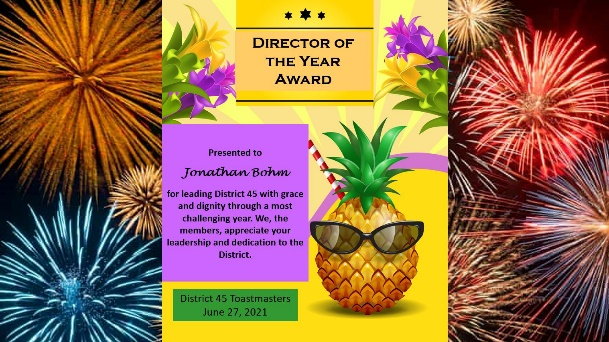 DIRECTOR OF
THE YEAR
AWARD
Presented to
Jonathan Bohm
for leading District 45 with grace
and dignity through a most
challenging year. We, the
members, appreciate your
leadership and dedication to the
District.
District 45 Toastmasters
June 27, 2021